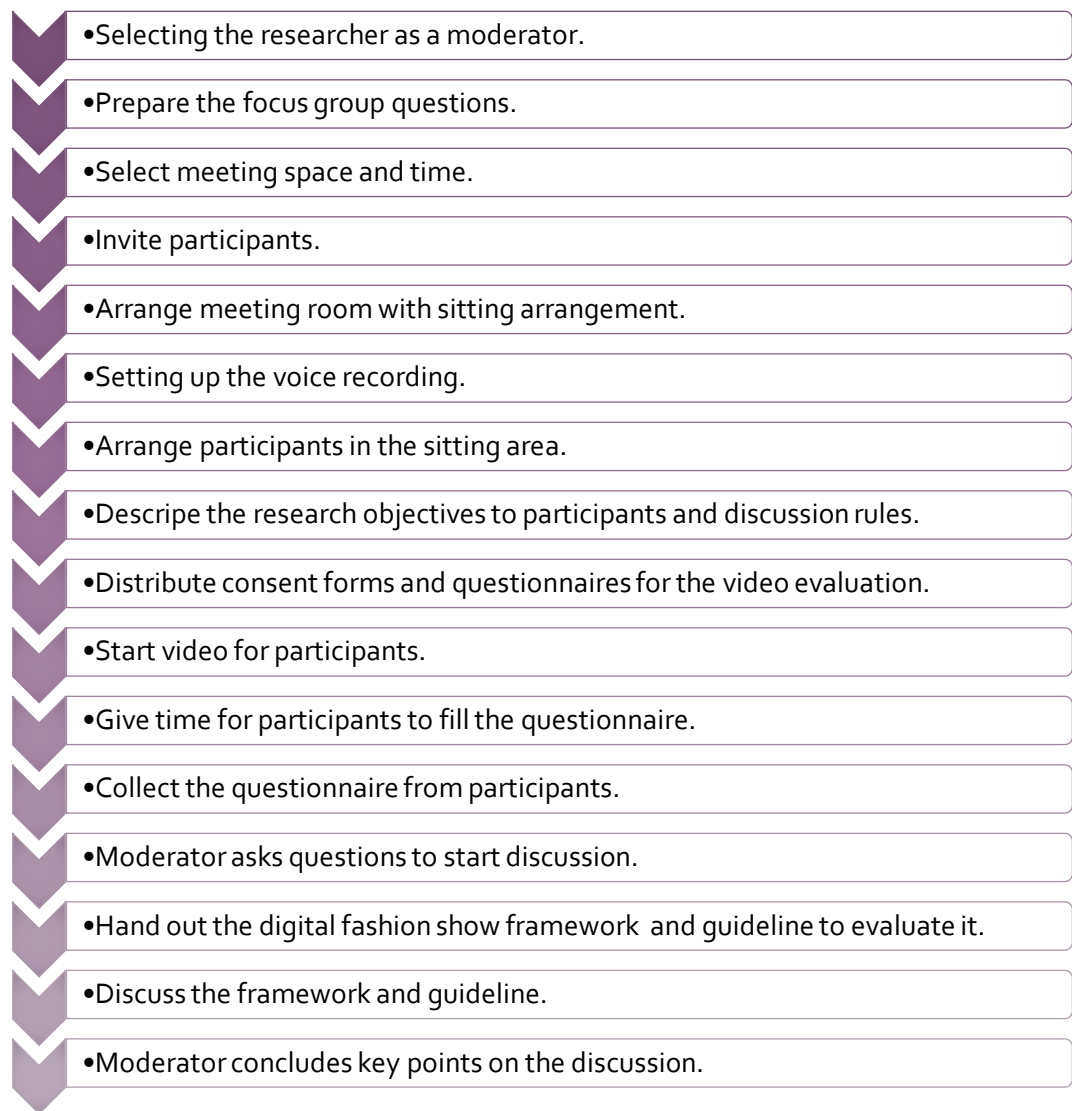 •Selecting the researcher as a moderator.
•Prepare the focus group questions.
•Select meeting space and time.
•Invite participants.
•Arrange meeting room with sitting arrangement.
•Setting up the voice recording.
•Arrange participants in the sitting area.
•Descripe the research objectives to participants and discussion rules.
•Distribute consent forms and questionnaires for the video evaluation.
•Start video for participants.
•Give time for participants to fill the questionnaire.
•Collect the questionnaire from participants.
•Moderator asks questions to start discussion.
•Hand out the digital fashion show framework and guideline to evaluate it.
•Discuss the framework and guideline.
•Moderator concludes key points on the discussion.